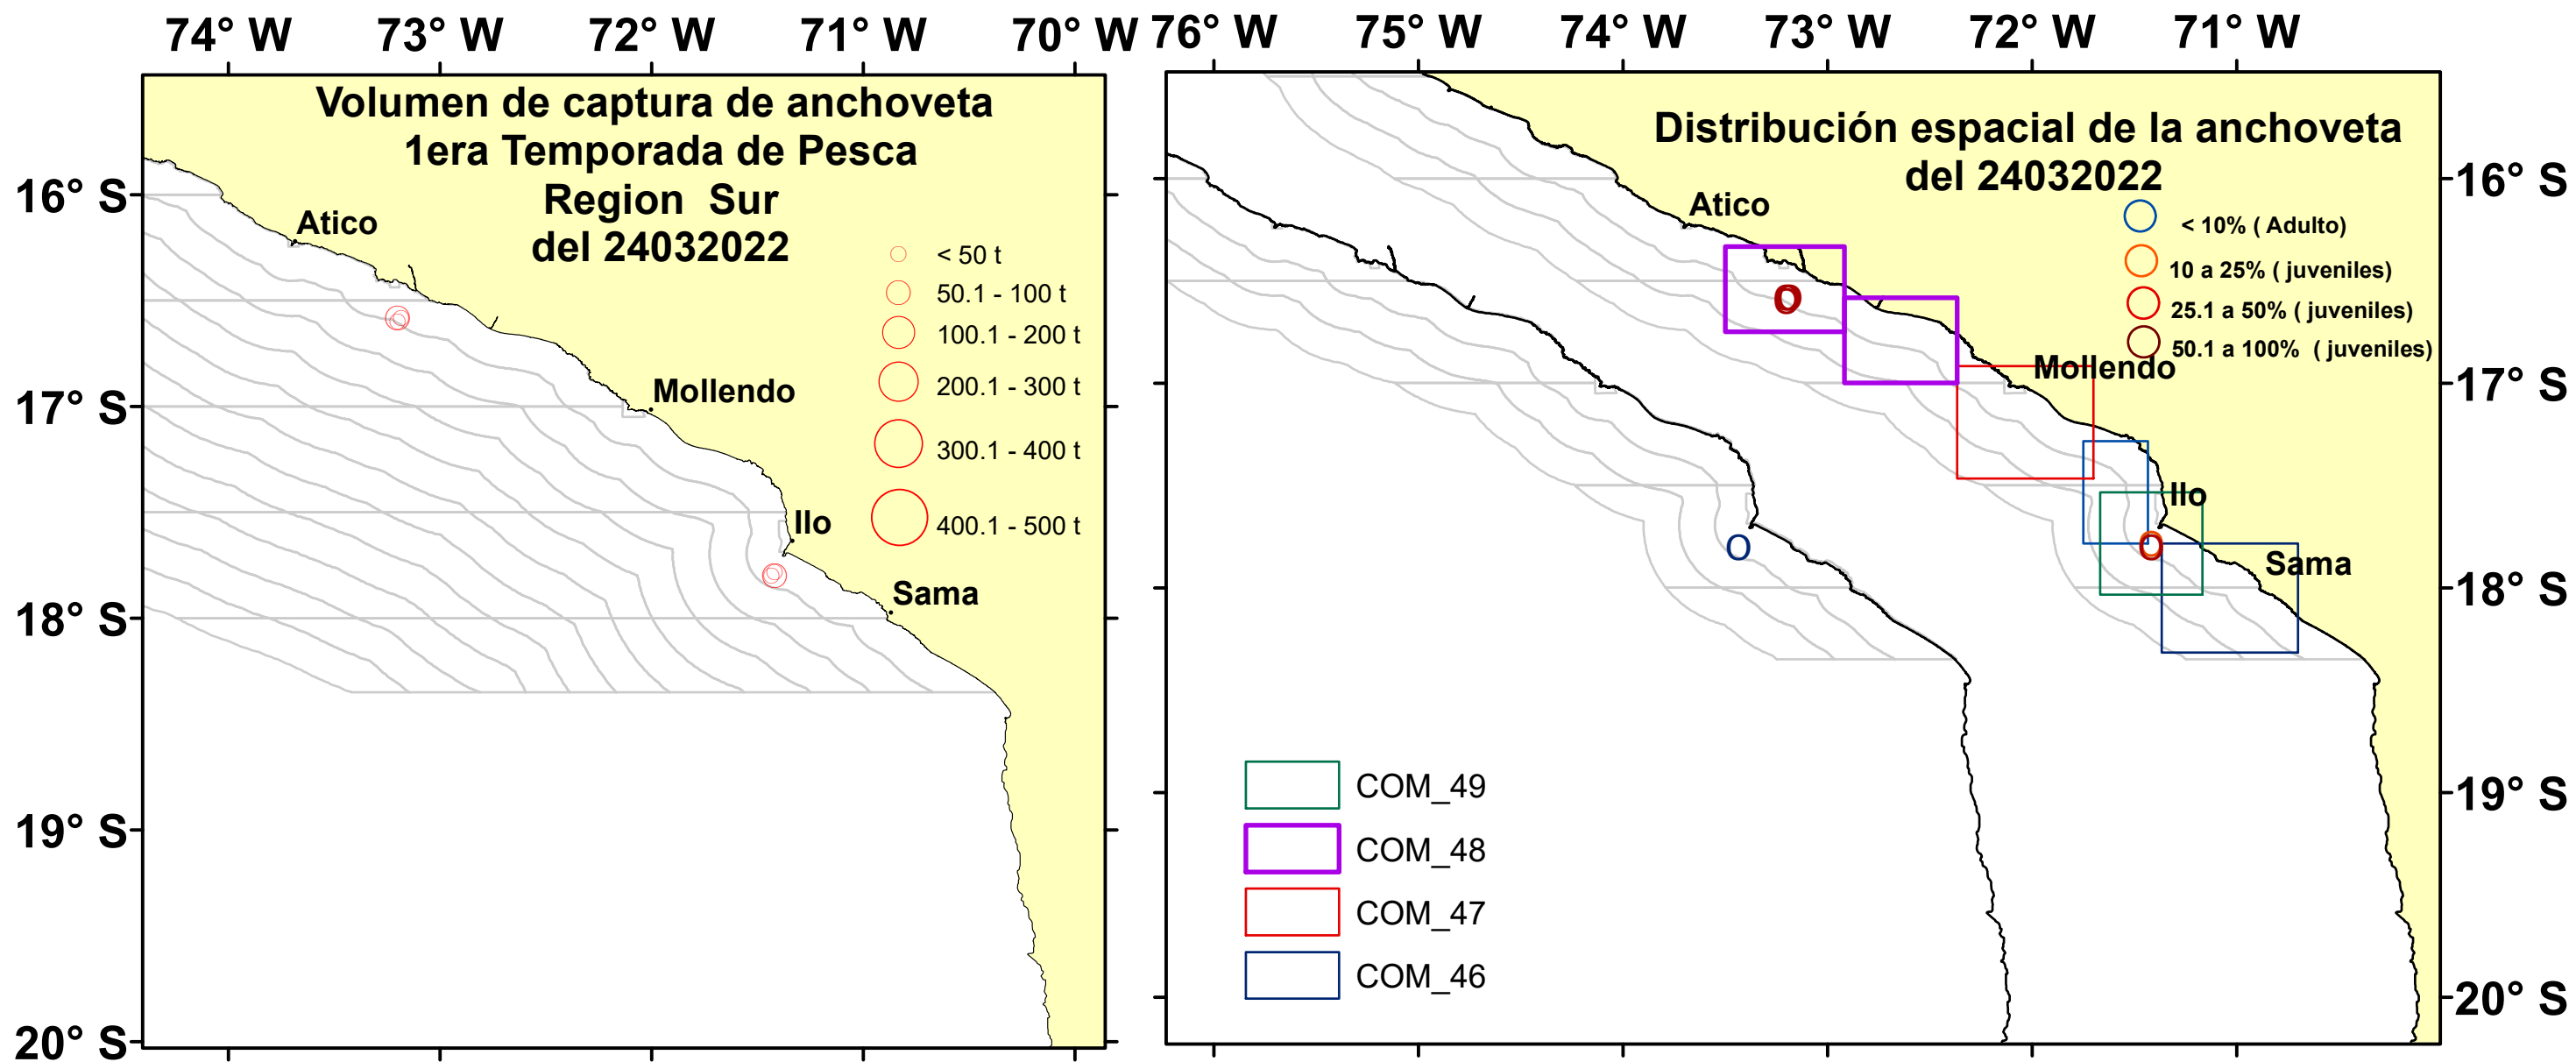 74° W 73° W 72° W 71° W 70° W
76° W 75° W 74° W 73° W 72° W 71° W
Volumen de captura de anchoveta
1era Temporada de Pesca
Region  Sur
del 24032022
16° S
17° S
18° S
19° S
20° S
Atico
Mollendo
Ilo
Sama
< 50 t
50.1 - 100 t
100.1 - 200 t
200.1 - 300 t
300.1 - 400 t
400.1 - 500 t
Distribución espacial de la anchoveta
del 24032022
< 10% ( Adulto)
10 a 25% ( juveniles)
25.1 a 50% ( juveniles)
50.1 a 100%  ( juveniles)
Atico
Mollendo
Ilo
Sama
COM_49
COM_48
COM_47
COM_46
16° S
17° S
18° S
19° S
20° S